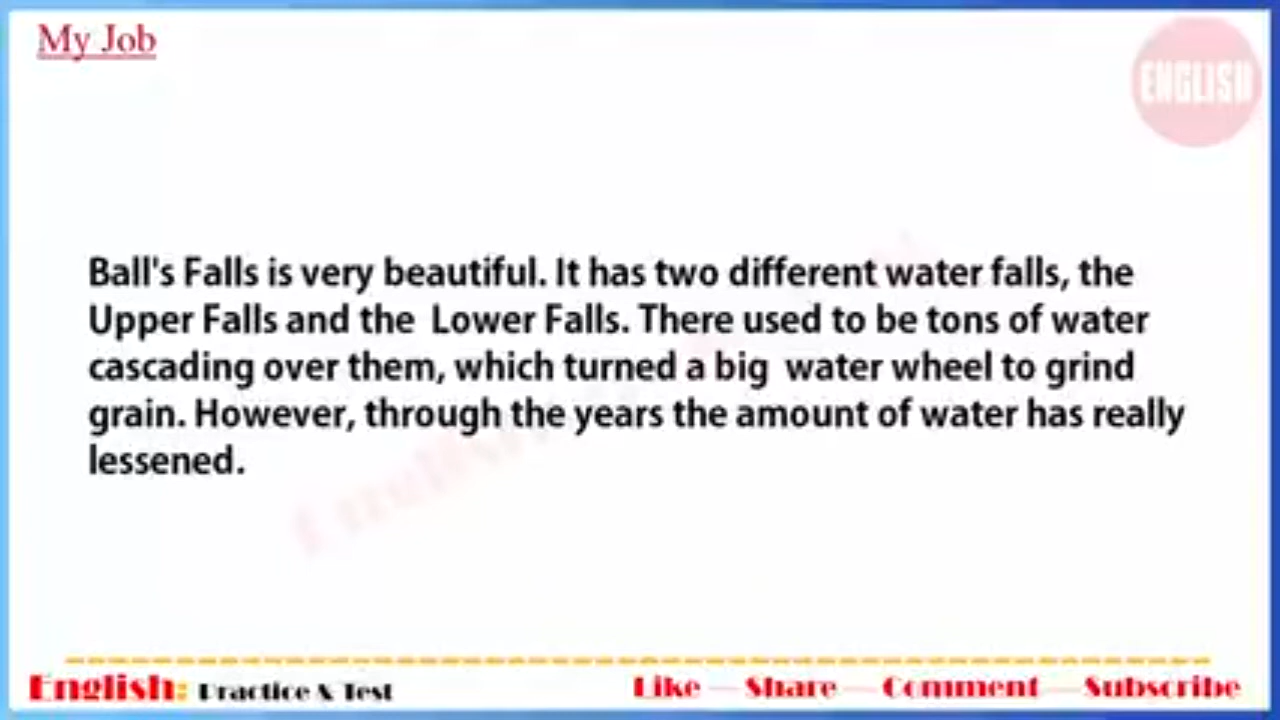 My Job
ENGLISH
Ball's Falls is very beautiful. It has two different water falls, the
Upper Falls and the Lower Falls. There used to be tons of water
cascading over them, which turned a big water wheel to grind
grain. However, through the years the amount of water has really
lessened.
English: Practice & Test
Like — Share — Comment — Subscribe